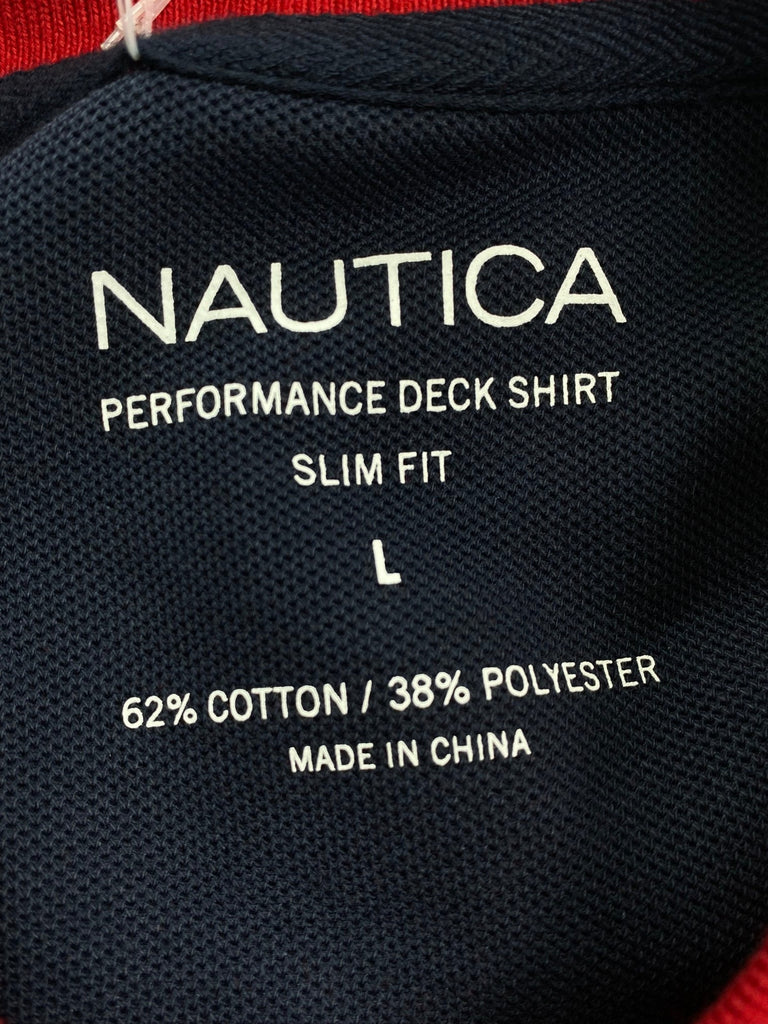 NAUTICA
PERFORMANCE DECK SHIRT
SLIM FIT
L
62% COTTON / 38% POLYESTER
MADE IN CHINA